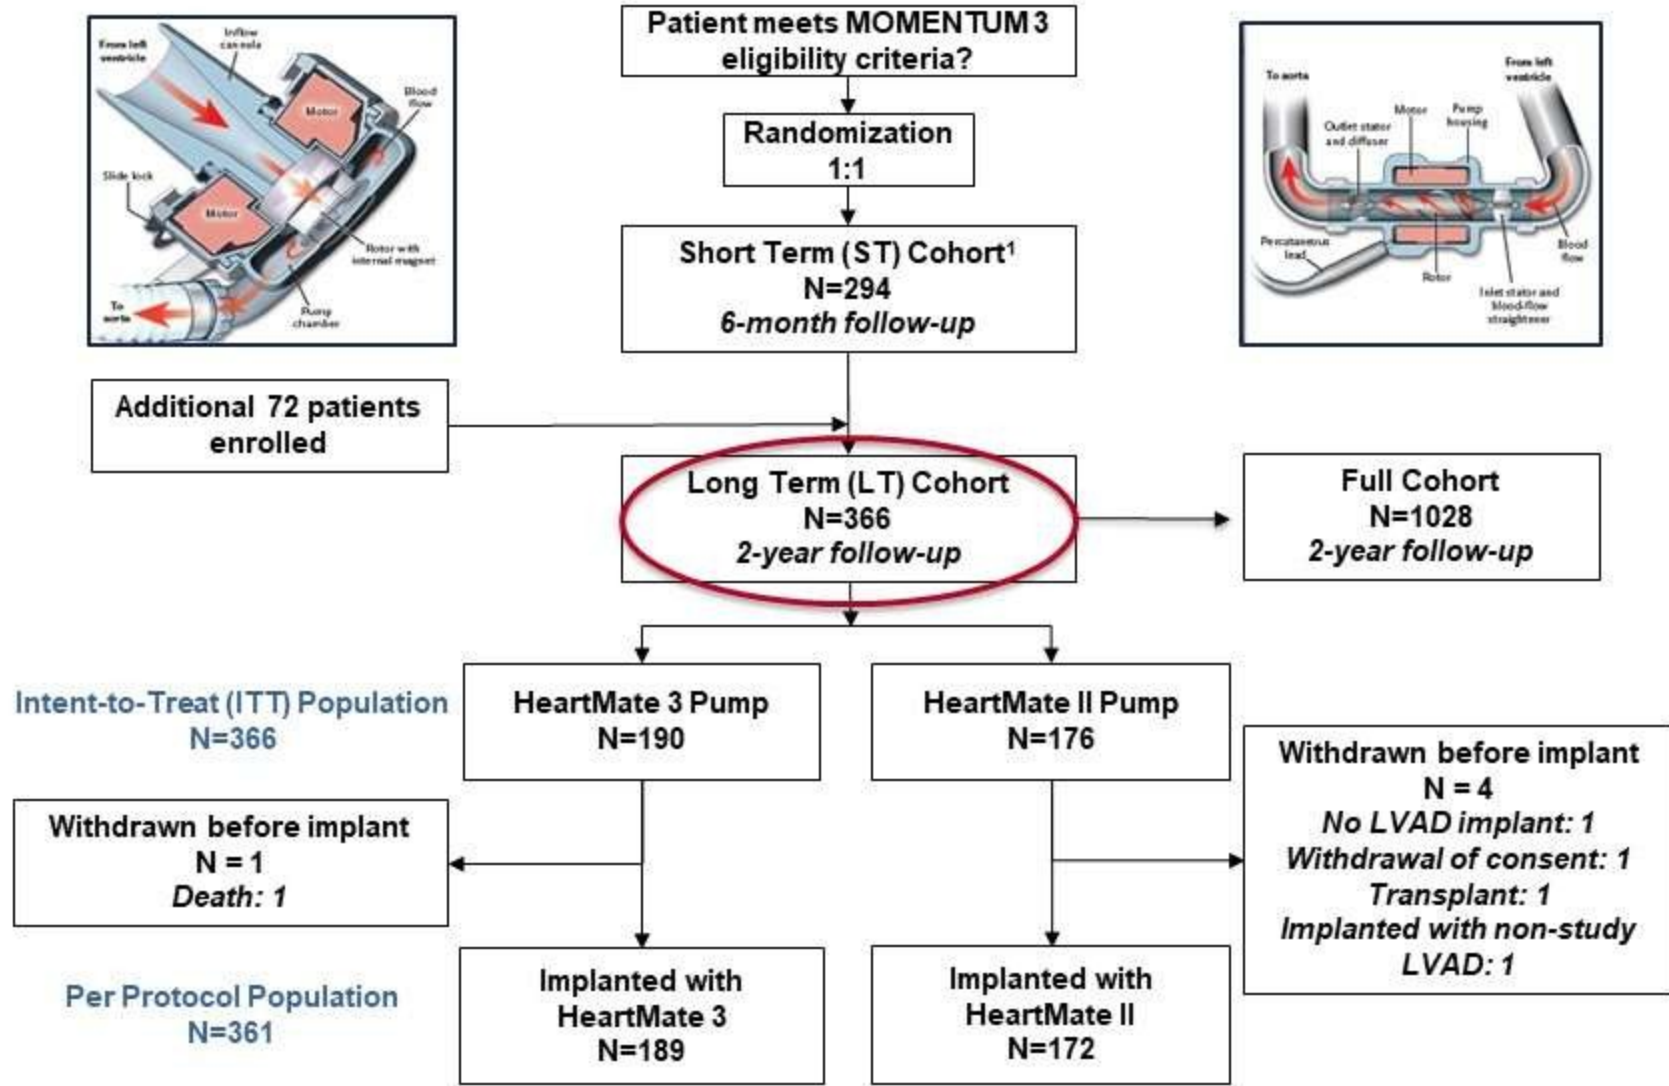 Patient meets MOMENTUM 3
eligibility criteria?
From left
ventricle
Inflow
cannula
Motor
Blood
flow
Slide lock
Motor
Rotor with
internal magnet
To
aorta
Pump
chamber
Randomization
1:1
To aorta
From left
ventricle
Outlet stator
and diffuser
Motor
Pump
housing
Percutaneous
lead
Rotor
Blood
flow
Inlet stator and
blood-flow
straightener
Short Term (ST) Cohort¹
N=294
6-month follow-up
Additional 72 patients
enrolled
Long Term (LT) Cohort
N=366
2-year follow-up
Full Cohort
N=1028
2-year follow-up
Intent-to-Treat (ITT) Population
N=366
HeartMate 3 Pump
N=190
HeartMate II Pump
N=176
Withdrawn before implant
N = 1
Death: 1
Withdrawn before implant
N = 4
No LVAD implant: 1
Withdrawal of consent: 1
Transplant: 1
Implanted with non-study
LVAD: 1
Per Protocol Population
N=361
Implanted with
HeartMate 3
N=189
Implanted with
HeartMate II
N=172